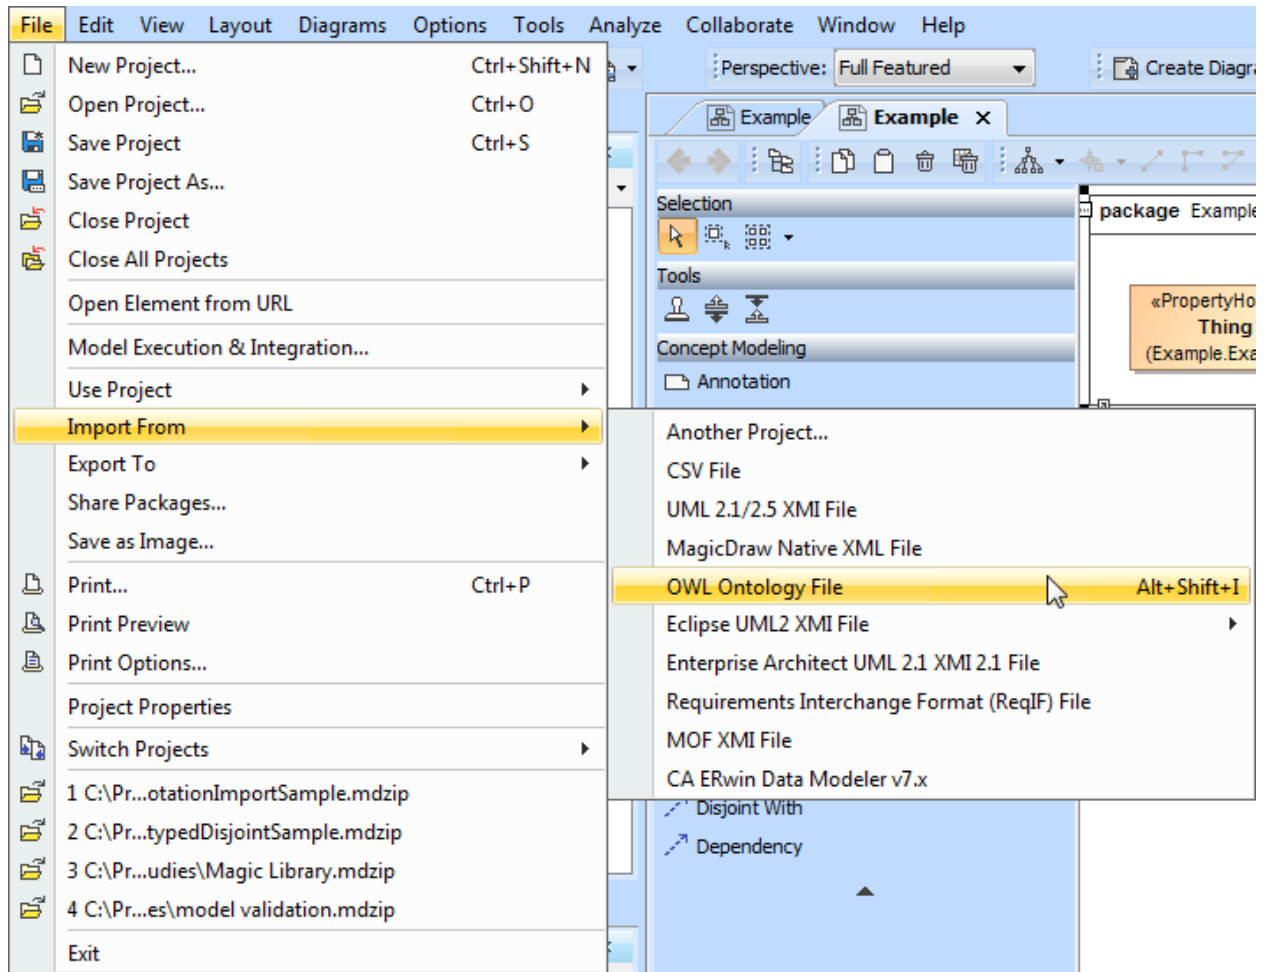 File Edit View Layout Diagrams Options Tools Analyze Collaborate Window Help
New Project... Ctrl+Shift+N
Open Project... Ctrl+O
Save Project Ctrl+S
Save Project As...
Close Project
Close All Projects
Open Element from URL
Model Execution & Integration...
Use Project
Import From
Export To
Share Packages...
Save as Image...
Print... Ctrl+P
Print Preview
Print Options...
Project Properties
Switch Projects
1 C:\Pr...otationImportSample.mdzip
2 C:\Pr...typedDisjointSample.mdzip
3 C:\Pr...udies\Magic Library.mdzip
4 C:\Pr...es\model validation.mdzip
Exit
Perspective: Full Featured
Create Diagra
Example Example
Selection
Tools
Concept Modeling
Annotation
package Example
«PropertyHo
Thing
(Example.Exa
Another Project...
CSV File
UML 2.1/2.5 XMI File
MagicDraw Native XML File
OWL Ontology File Alt+Shift+I
Eclipse UML2 XMI File
Enterprise Architect UML 2.1 XMI 2.1 File
Requirements Interchange Format (ReqIF) File
MOF XMI File
CA ERwin Data Modeler v7.x
Disjoint With
Dependency